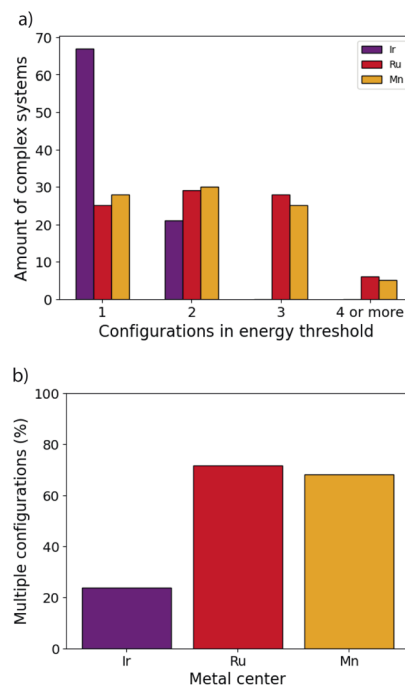 a)
70
60
50
40
30
20
10
0
Amount of complex systems
Ir
Ru
Mn
1 2 3 4 or more
Configurations in energy threshold
b)
100
80
60
40
20
0
Multiple configurations (%)
Ir Ru Mn
Metal center